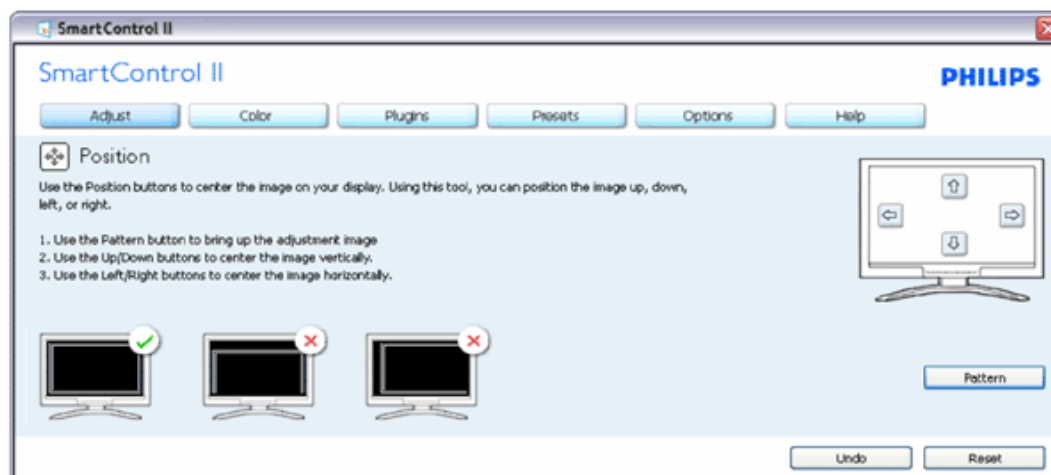 SmartControl II
SmartControl II
PHILIPS
Adjust Color Plugins Presets Options Help
Position
Use the Position buttons to center the image on your display. Using this tool, you can position the image up, down,
left, or right.
1. Use the Pattern button to bring up the adjustment image
2. Use the Up/Down buttons to center the image vertically.
3. Use the Left/Right buttons to center the image horizontally.
Pattern
Undo Reset